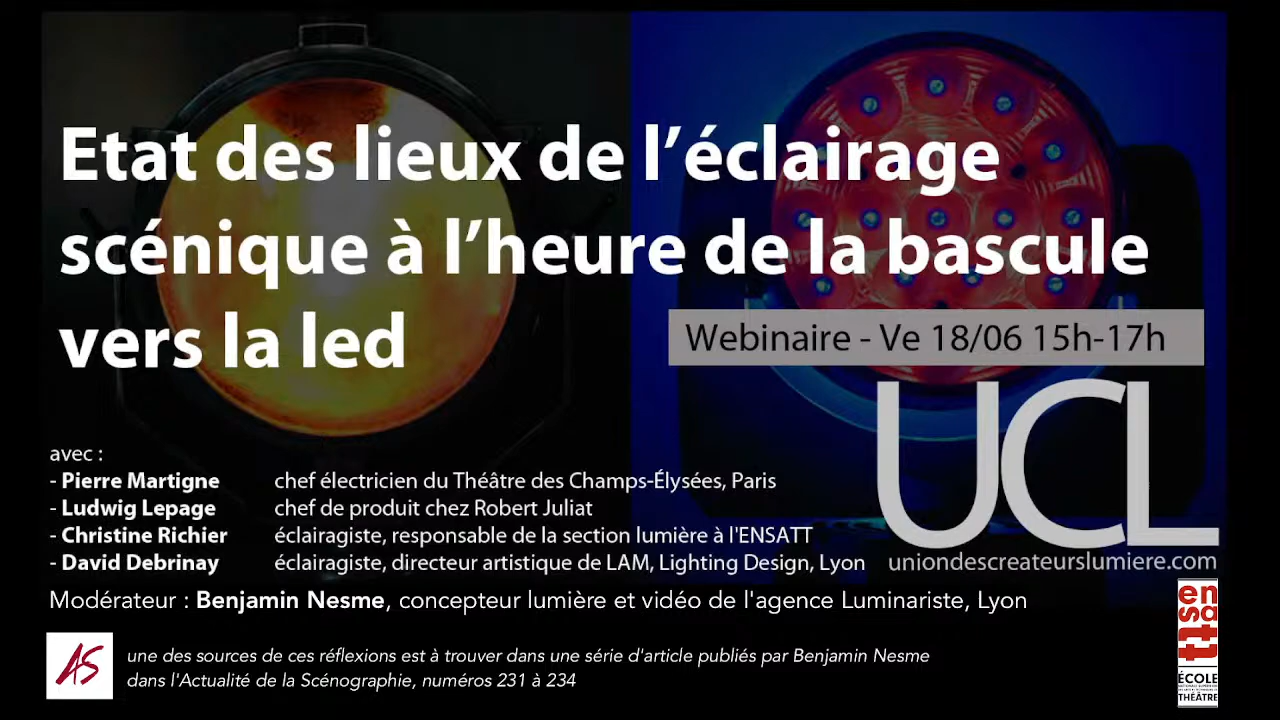 Etat des lieux de l’éclairage
scénique à l’heure de la bascule
vers la led
Webinaire - Ve 18/06 15h-17h
UCL
uniondescreateurslumiere.com
avec :
- Pierre Martigne chef électricien du Théâtre des Champs-Élysées, Paris
- Ludwig Lepage chef de produit chez Robert Juliat
- Christine Richier éclairagiste, responsable de la section lumière à l'ENSATT
- David Debrinay éclairagiste, directeur artistique de LAM, Lighting Design, Lyon
Modérateur : Benjamin Nesme, concepteur lumière et vidéo de l'agence Luminariste, Lyon
AS
une des sources de ces réflexions est à trouver dans une série d'article publiés par Benjamin Nesme
dans l'Actualité de la Scénographie, numéros 231 à 234
en
sa
tt
ÉCOLE
THÉÂTRE